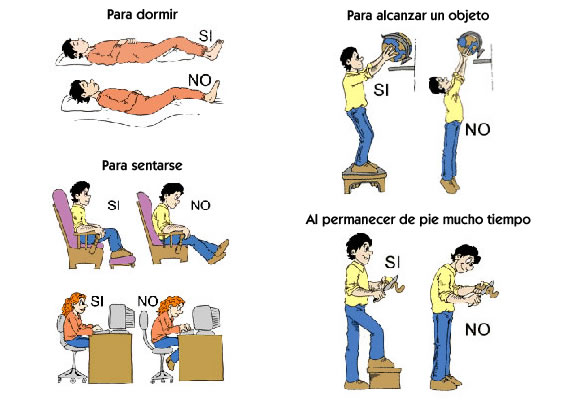 Para dormir
SI
NO
Para sentarse
SI NO
SI NO
Para alcanzar un objeto
SI
NO
Al permanecer de pie mucho tiempo
SI
NO